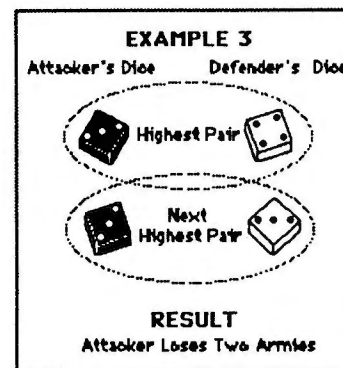 EXAMPLE 3
Attacker's Dice Defender's Dice
Highest Pair
Next
Highest Pair
RESULT
Attacker Loses Two Armies